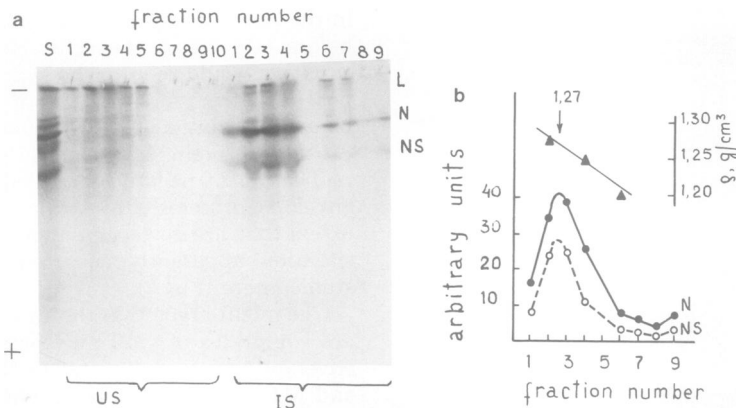 a
fraction number
S 1 2 3 4 5 6 7 8 9 10 1 2 3 4 5 6 7 8 9
−
L
N
NS
+
US IS
b
1,27
1,30
1,25
1,20
ϱ, g/cm³
40
30
20
10
arbitrary units
N
NS
1 3 5 7 9
fraction number